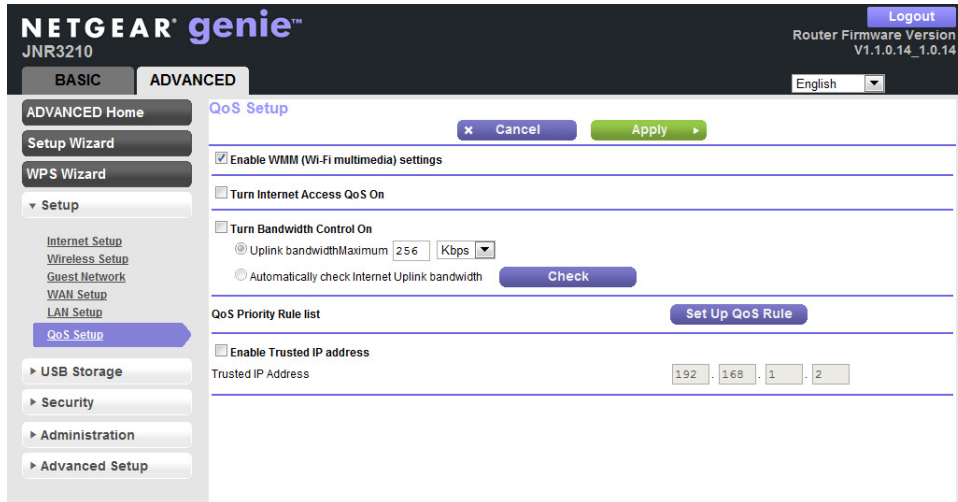 NETGEAR® genie™
Logout
JNR3210
Router Firmware Version
V1.1.0.14_1.0.14
BASIC
ADVANCED
English
ADVANCED Home
Setup Wizard
WPS Wizard
Setup
Internet Setup
Wireless Setup
Guest Network
WAN Setup
LAN Setup
QoS Setup
USB Storage
Security
Administration
Advanced Setup
QoS Setup
x Cancel
Apply
Enable WMM (Wi-Fi multimedia) settings
Turn Internet Access QoS On
Turn Bandwidth Control On
Uplink bandwidthMaximum 256 Kbps
Automatically check Internet Uplink bandwidth Check
QoS Priority Rule list Set Up QoS Rule
Enable Trusted IP address
Trusted IP Address 192 . 168 . 1 . 2